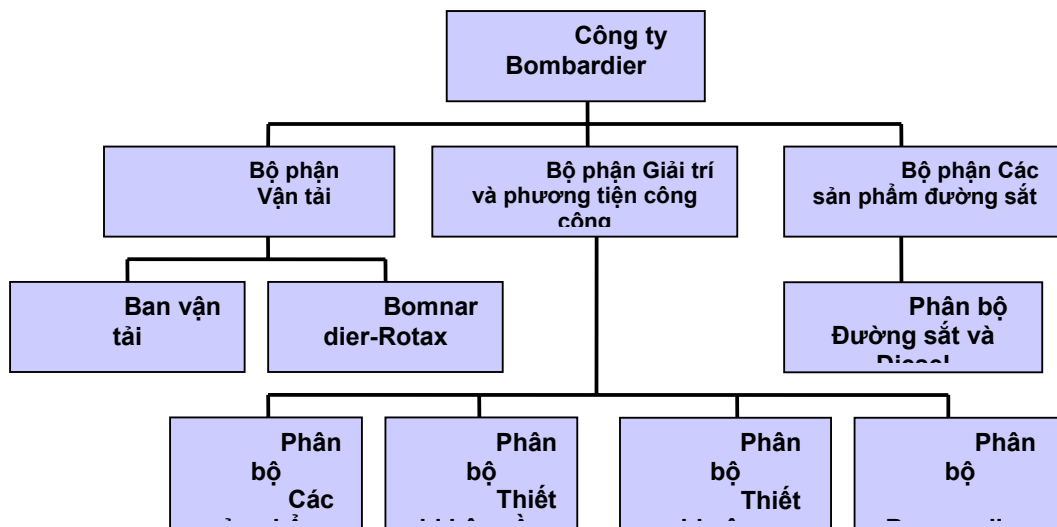 Công ty
Bombardier
Bộ phận
Vận tải
Bộ phận Giải trí
và phương tiện công
công
Bộ phận Các
sản phẩm đường sắt
Ban vận
tải
Bomnar
dier-Rotax
Phân bộ
Đường sắt và
Diesel
Phân
bộ
Các
Phân
bộ
Thiết
Phân
bộ
Thiết
Phân
bộ